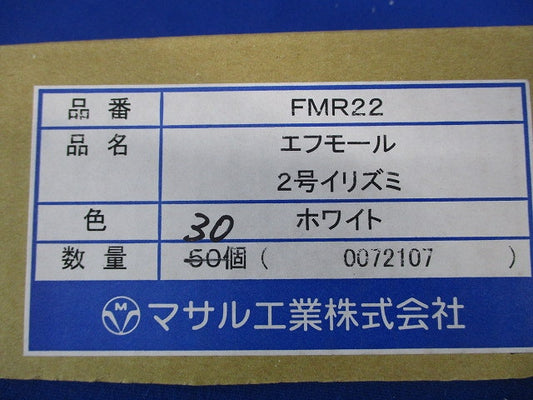 品番 FMR22
品名 エフモール
2号イリズミ
色 ホワイト
30
数量 50個 ( 0072107 )
M マサル工業株式会社